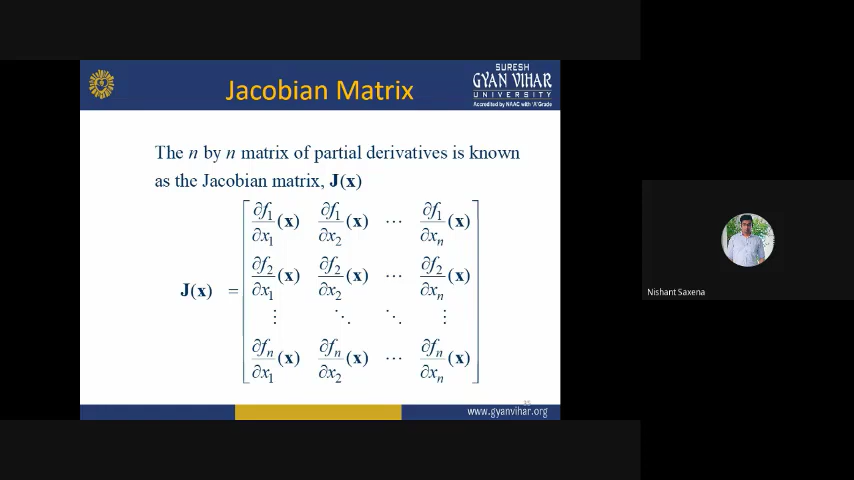 Jacobian Matrix
SURESH
GYAN VIHAR
UNIVERSITY
Accredited by NAAC with 'A' Grade
The n by n matrix of partial derivatives is known
as the Jacobian matrix, J(x)
∂f₁/∂x₁ (x) ∂f₁/∂x₂ (x) ⋯ ∂f₁/∂xₙ (x)
∂f₂/∂x₁ (x) ∂f₂/∂x₂ (x) ⋯ ∂f₂/∂xₙ (x)
J(x) =
⋮ ⋱ ⋱ ⋮
∂fₙ/∂x₁ (x) ∂fₙ/∂x₂ (x) ⋯ ∂fₙ/∂xₙ (x)
www.gyanvihar.org
Nishant Saxena